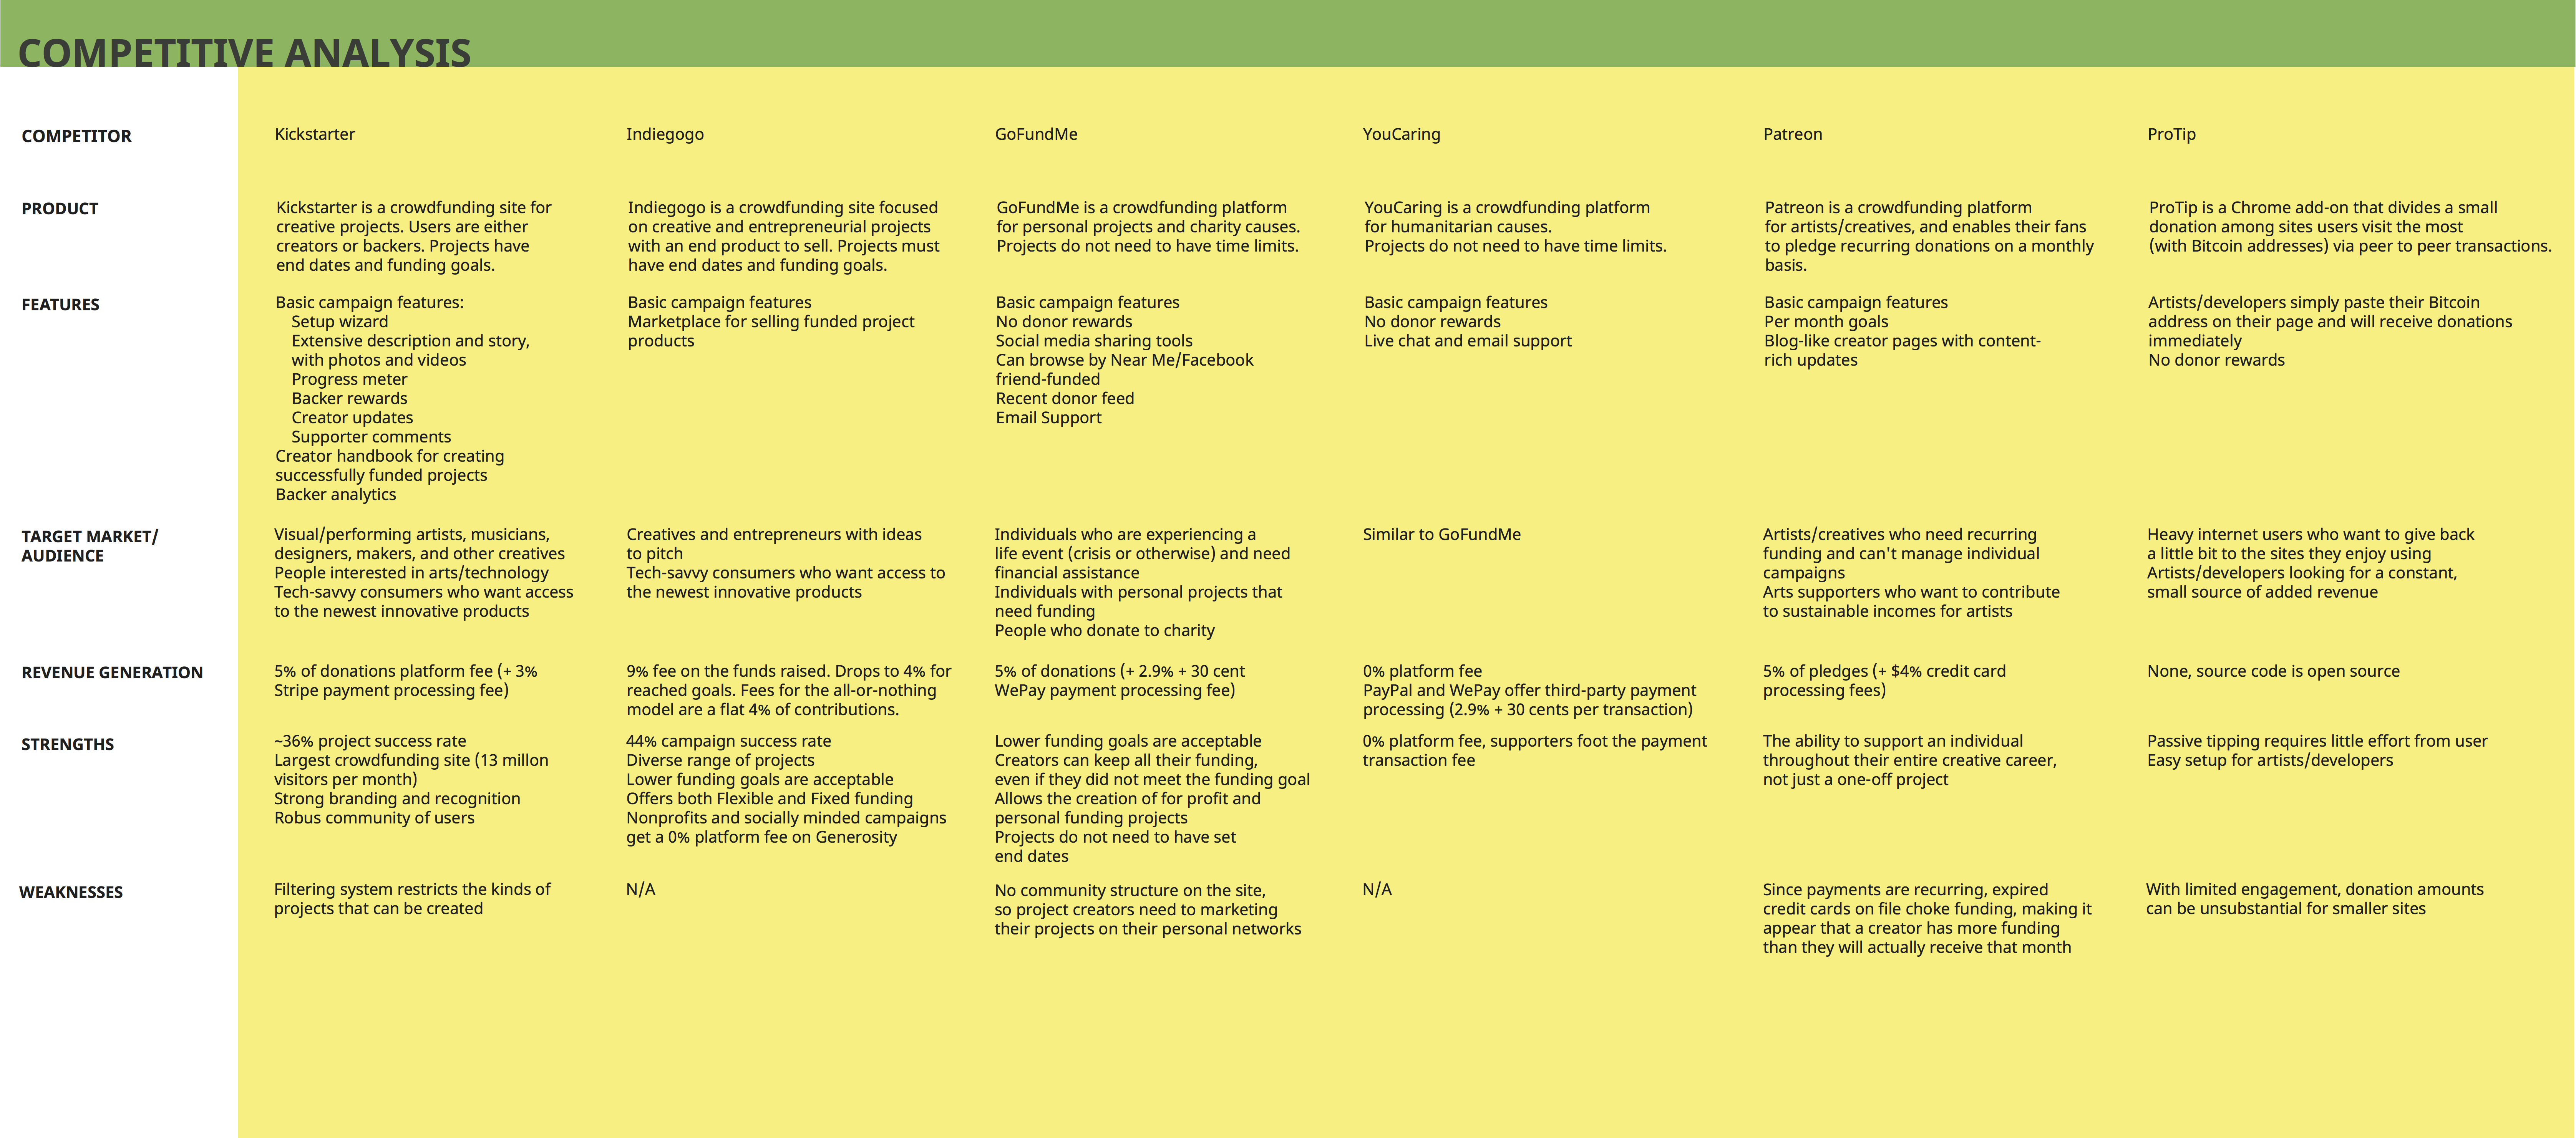 COMPETITIVE ANALYSIS
COMPETITOR
Kickstarter
Indiegogo
GoFundMe
YouCaring
Patreon
ProTip
PRODUCT
Kickstarter is a crowdfunding site for
creative projects. Users are either
creators or backers. Projects have
end dates and funding goals.
Indiegogo is a crowdfunding site focused
on creative and entrepreneurial projects
with an end product to sell. Projects must
have end dates and funding goals.
GoFundMe is a crowdfunding platform
for personal projects and charity causes.
Projects do not need to have time limits.
YouCaring is a crowdfunding platform
for humanitarian causes.
Projects do not need to have time limits.
Patreon is a crowdfunding platform
for artists/creatives, and enables their fans
to pledge recurring donations on a monthly
basis.
ProTip is a Chrome add-on that divides a small
donation among sites users visit the most
(with Bitcoin addresses) via peer to peer transactions.
FEATURES
Basic campaign features:
Setup wizard
Extensive description and story,
with photos and videos
Progress meter
Backer rewards
Creator updates
Supporter comments
Creator handbook for creating
successfully funded projects
Backer analytics
Basic campaign features
Marketplace for selling funded project
products
Basic campaign features
No donor rewards
Social media sharing tools
Can browse by Near Me/Facebook
friend-funded
Recent donor feed
Email Support
Basic campaign features
No donor rewards
Live chat and email support
Basic campaign features
Per month goals
Blog-like creator pages with content-
rich updates
Artists/developers simply paste their Bitcoin
address on their page and will receive donations
immediately
No donor rewards
TARGET MARKET/
AUDIENCE
Visual/performing artists, musicians,
designers, makers, and other creatives
People interested in arts/technology
Tech-savvy consumers who want access
to the newest innovative products
Creatives and entrepreneurs with ideas
to pitch
Tech-savvy consumers who want access to
the newest innovative products
Individuals who are experiencing a
life event (crisis or otherwise) and need
financial assistance
Individuals with personal projects that
need funding
People who donate to charity
Similar to GoFundMe
Artists/creatives who need recurring
funding and can't manage individual
campaigns
Arts supporters who want to contribute
to sustainable incomes for artists
Heavy internet users who want to give back
a little bit to the sites they enjoy using
Artists/developers looking for a constant,
small source of added revenue
REVENUE GENERATION
5% of donations platform fee (+ 3%
Stripe payment processing fee)
9% fee on the funds raised. Drops to 4% for
reached goals. Fees for the all-or-nothing
model are a flat 4% of contributions.
5% of donations (+ 2.9% + 30 cent
WePay payment processing fee)
0% platform fee
PayPal and WePay offer third-party payment
processing (2.9% + 30 cents per transaction)
5% of pledges (+ $4% credit card
processing fees)
None, source code is open source
STRENGTHS
~36% project success rate
Largest crowdfunding site (13 millon
visitors per month)
Strong branding and recognition
Robus community of users
44% campaign success rate
Diverse range of projects
Lower funding goals are acceptable
Offers both Flexible and Fixed funding
Nonprofits and socially minded campaigns
get a 0% platform fee on Generosity
Lower funding goals are acceptable
Creators can keep all their funding,
even if they did not meet the funding goal
Allows the creation of for profit and
personal funding projects
Projects do not need to have set
end dates
0% platform fee, supporters foot the payment
transaction fee
The ability to support an individual
throughout their entire creative career,
not just a one-off project
Passive tipping requires little effort from user
Easy setup for artists/developers
WEAKNESSES
Filtering system restricts the kinds of
projects that can be created
N/A
No community structure on the site,
so project creators need to marketing
their projects on their personal networks
N/A
Since payments are recurring, expired
credit cards on file choke funding, making it
appear that a creator has more funding
than they will actually receive that month
With limited engagement, donation amounts
can be unsubstantial for smaller sites